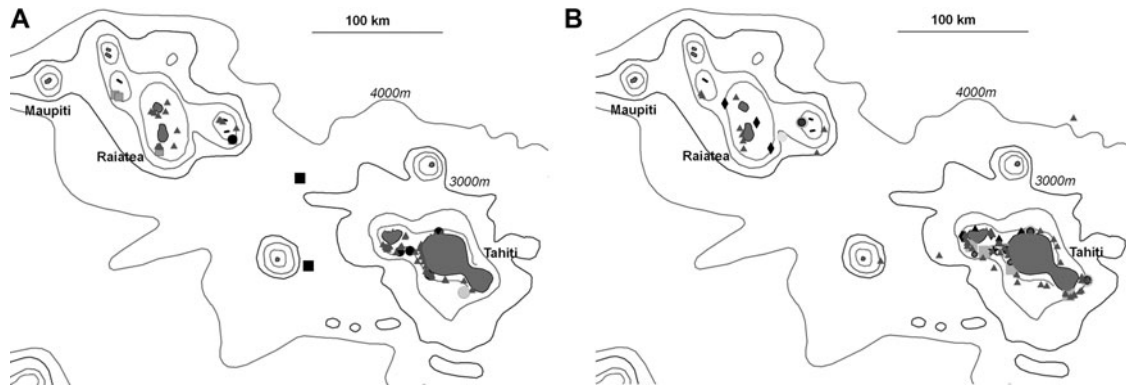 A
100 km
4000m
Maupiti
Raiatea
3000m
Tahiti
B
100 km
4000m
Maupiti
Raiatea
3000m
Tahiti